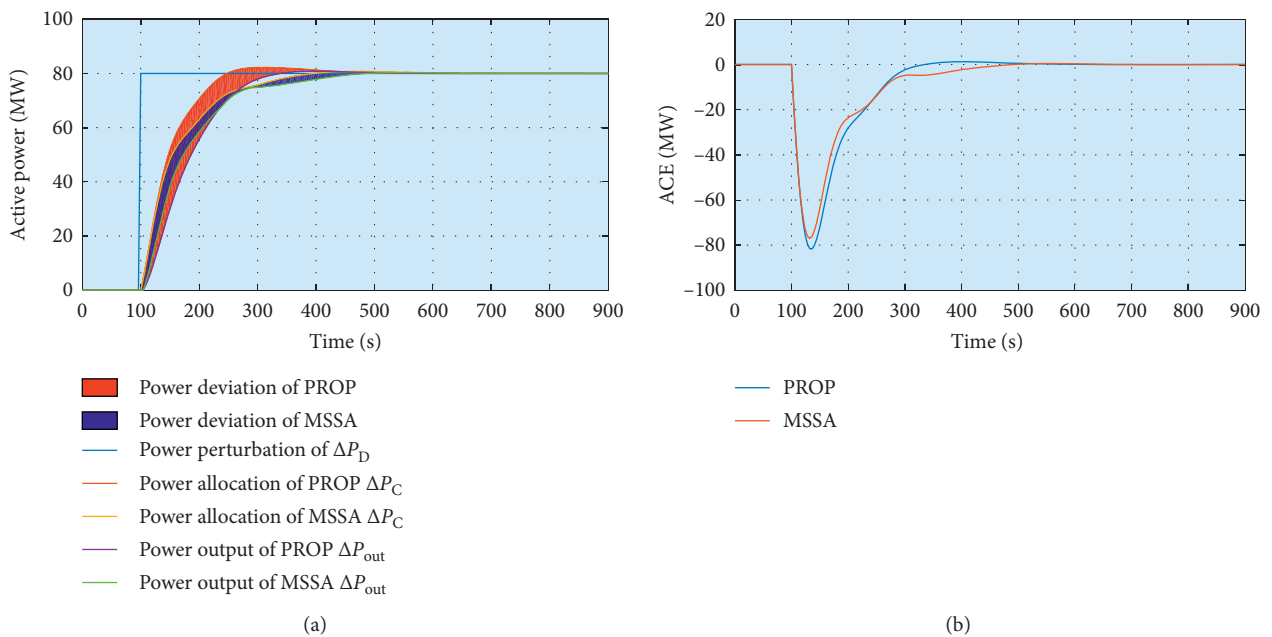 100
80
60
40
20
0
Active power (MW)
0 100 200 300 400 500 600 700 800 900
Time (s)
Power deviation of PROP
Power deviation of MSSA
Power perturbation of ΔP_D
Power allocation of PROP ΔP_C
Power allocation of MSSA ΔP_C
Power output of PROP ΔP_out
Power output of MSSA ΔP_out
(a)
20
0
–20
–40
–60
–80
–100
ACE (MW)
0 100 200 300 400 500 600 700 800 900
Time (s)
PROP
MSSA
(b)